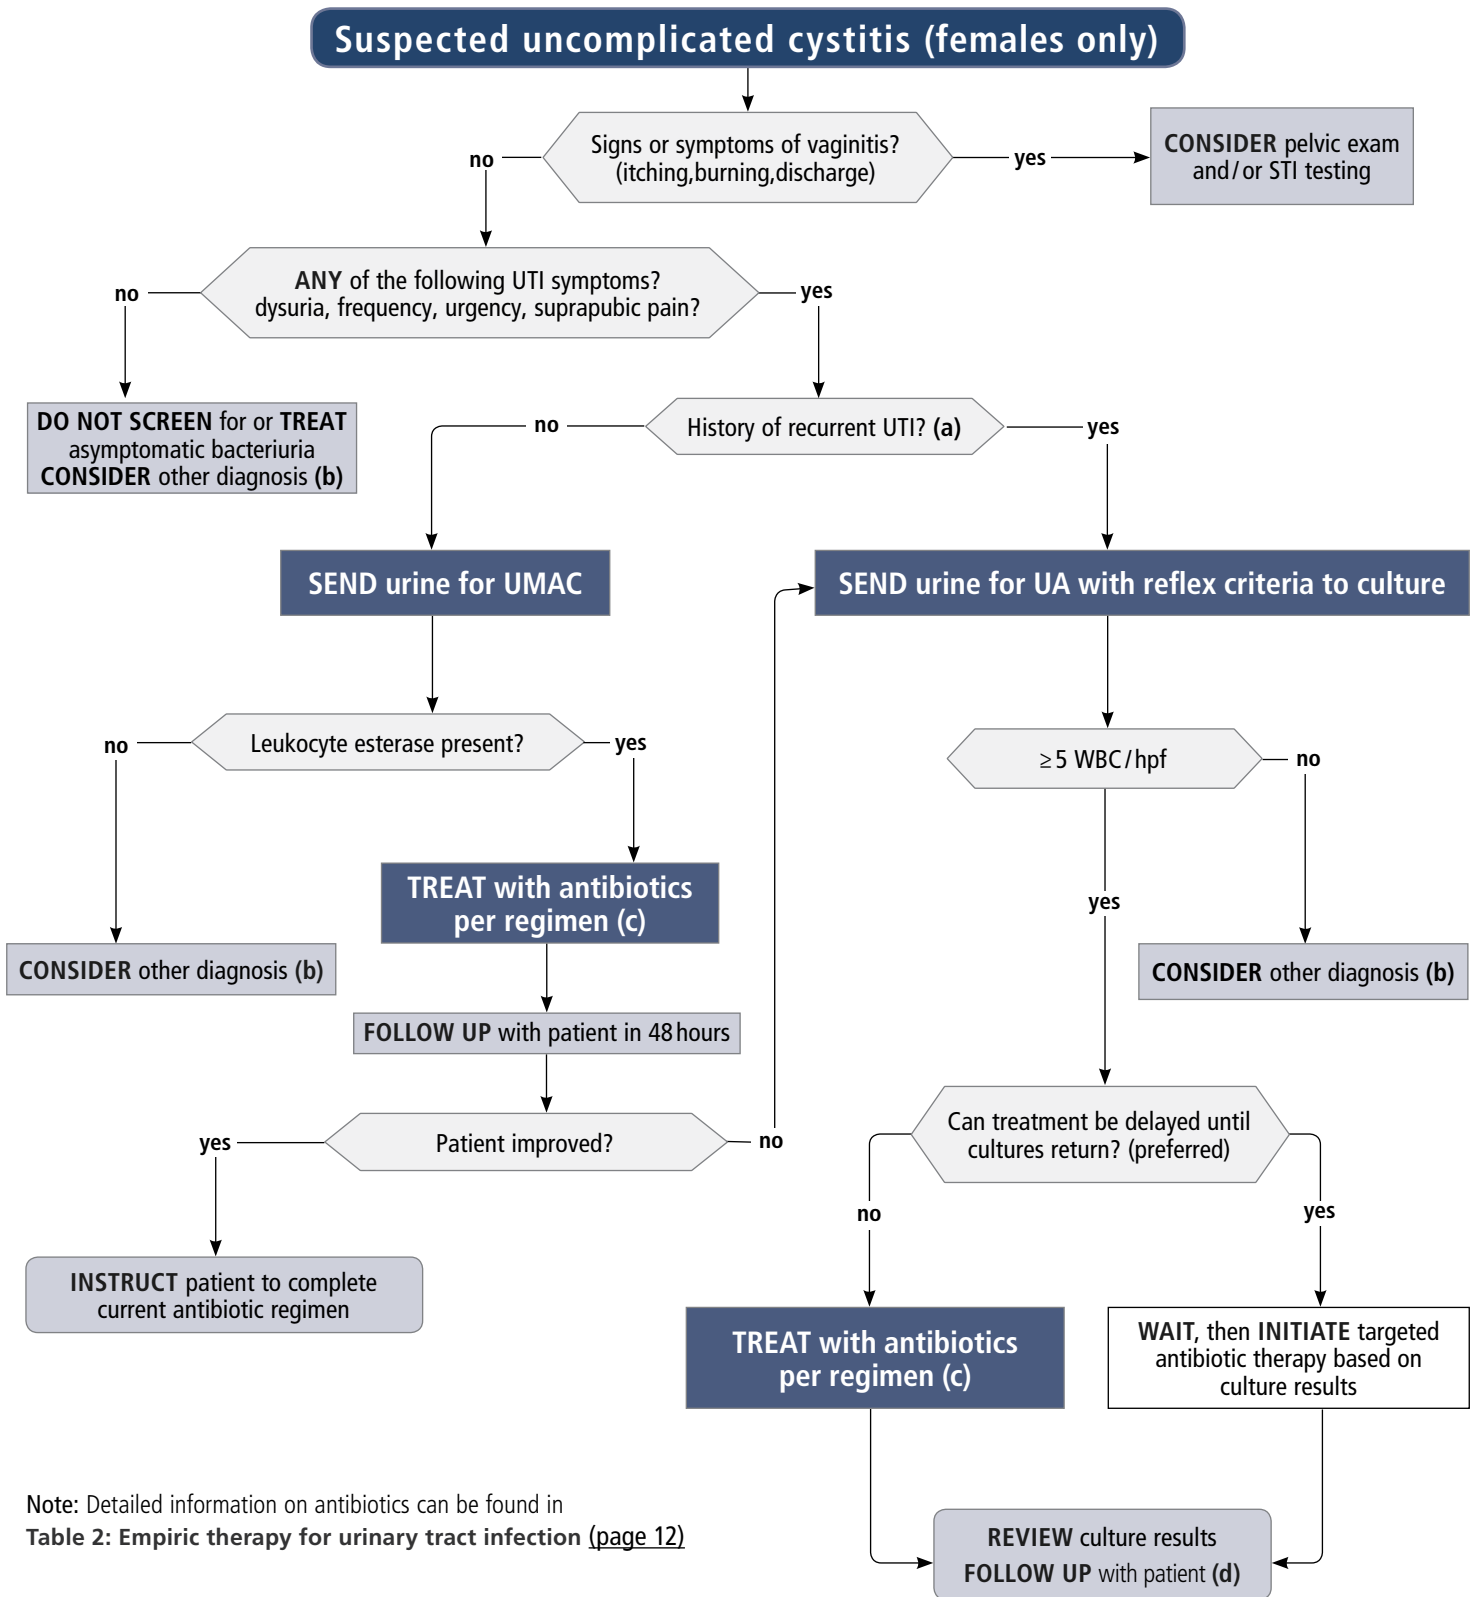 Suspected uncomplicated cystitis (females only)
Signs or symptoms of vaginitis?
(itching,burning,discharge)
no
yes
CONSIDER pelvic exam
and/or STI testing
ANY of the following UTI symptoms?
dysuria, frequency, urgency, suprapubic pain?
no
yes
DO NOT SCREEN for or TREAT
asymptomatic bacteriuria
CONSIDER other diagnosis (b)
History of recurrent UTI? (a)
no
yes
SEND urine for UMAC
SEND urine for UA with reflex criteria to culture
Leukocyte esterase present?
no
yes
≥5 WBC/hpf
no
yes
TREAT with antibiotics
per regimen (c)
CONSIDER other diagnosis (b)
CONSIDER other diagnosis (b)
FOLLOW UP with patient in 48 hours
Patient improved?
yes
no
Can treatment be delayed until
cultures return? (preferred)
no
yes
INSTRUCT patient to complete
current antibiotic regimen
TREAT with antibiotics
per regimen (c)
WAIT, then INITIATE targeted
antibiotic therapy based on
culture results
Note: Detailed information on antibiotics can be found in
Table 2: Empiric therapy for urinary tract infection (page 12)
REVIEW culture results
FOLLOW UP with patient (d)